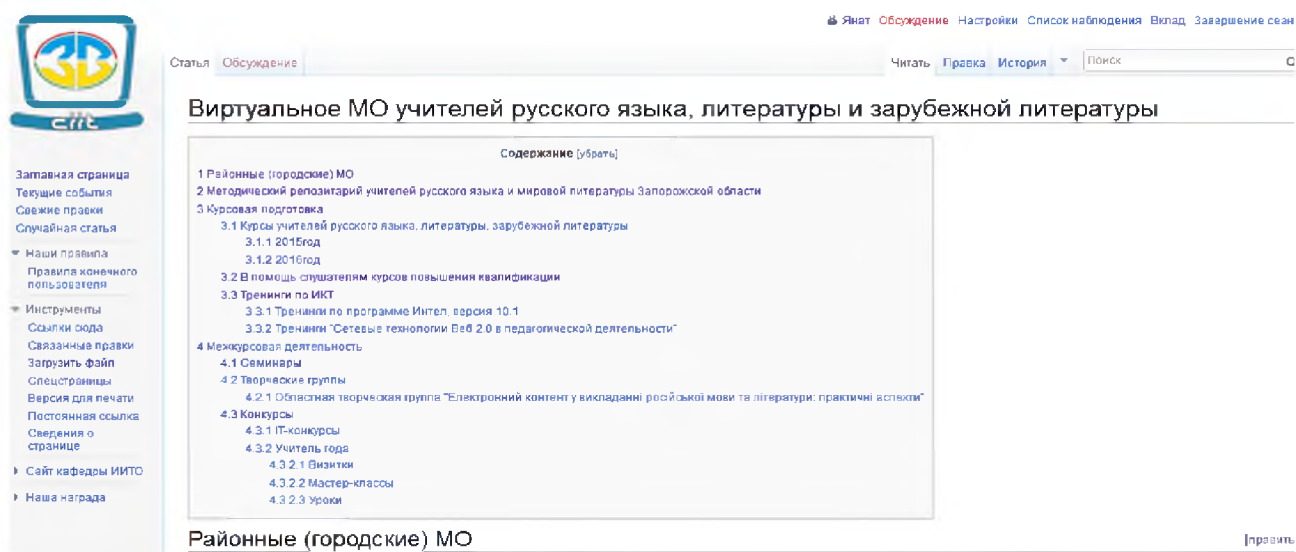 Янат Обсуждение Настройки Список наблюдения Вклад Завершение сеан
Статья Обсуждение Читать Правка История Поиск
ciit
Виртуальное МО учителей русского языка, литературы и зарубежной литературы
Заглавная страница
Текущие события
Свежие правки
Случайная статья
Наши правила
Правила конечного
пользователя
Инструменты
Ссылки сюда
Связанные правки
Загрузить файл
Спецстраницы
Версия для печати
Постоянная ссылка
Сведения о
странице
Сайт кафедры ИИТО
Наша награда
Содержание [убрать]
1 Районные (городские) МО
2 Методический репозитарий учителей русского языка и мировой литературы Запорожской области
3 Курсовая подготовка
3.1 Курсы учителей русского языка, литературы, зарубежной литературы
3.1.1 2015год
3.1.2 2016год
3.2 В помощь слушателям курсов повышения квалификации
3.3 Тренинги по ИКТ
3.3.1 Тренинги по программе Интел, версия 10.1
3.3.2 Тренинги "Сетевые технологии Веб 2.0 в педагогической деятельности"
4 Межкурсовая деятельность
4.1 Семинары
4.2 Творческие группы
4.2.1 Областная творческая группа "Електронний контент у викладанні російської мови та літератури: практичні аспекти"
4.3 Конкурсы
4.3.1 IT-конкурсы
4.3.2 Учитель года
4.3.2.1 Визитки
4.3.2.2 Мастер-классы
4.3.2.3 Уроки
Районные (городские) МО [править